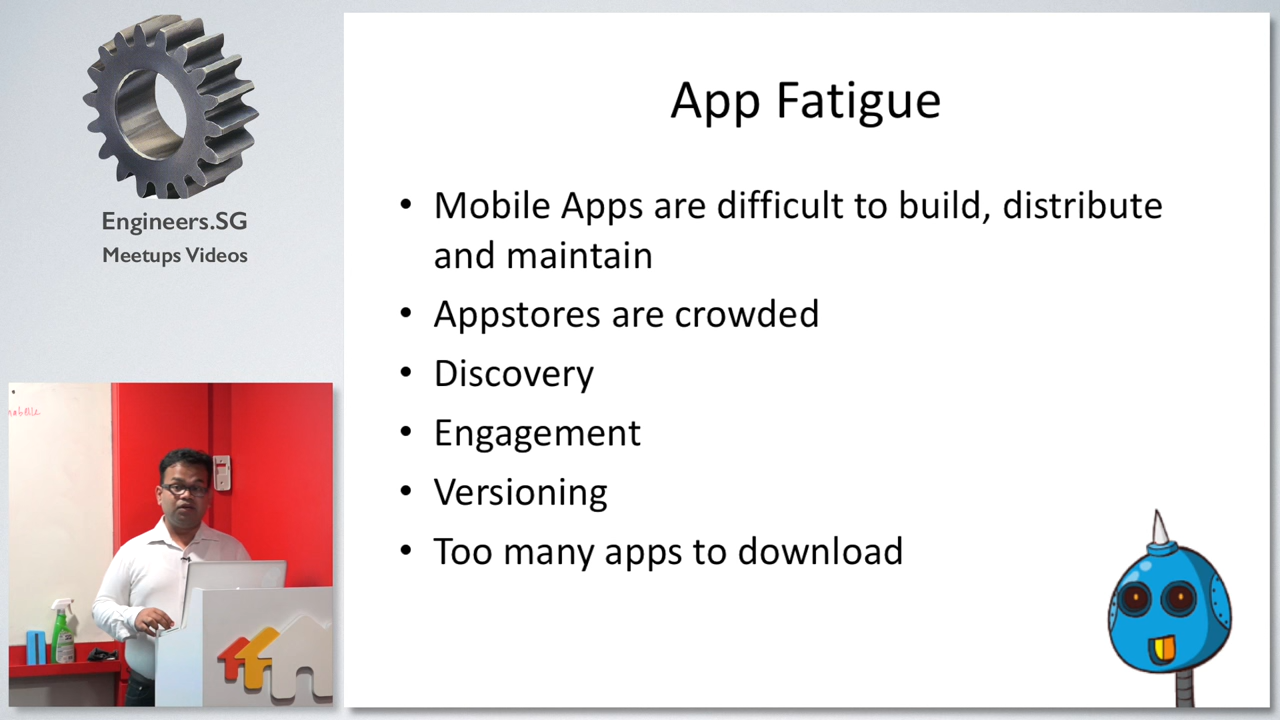 Engineers.SG
Meetups Videos
App Fatigue
• Mobile Apps are difficult to build, distribute
and maintain
• Appstores are crowded
• Discovery
• Engagement
• Versioning
• Too many apps to download